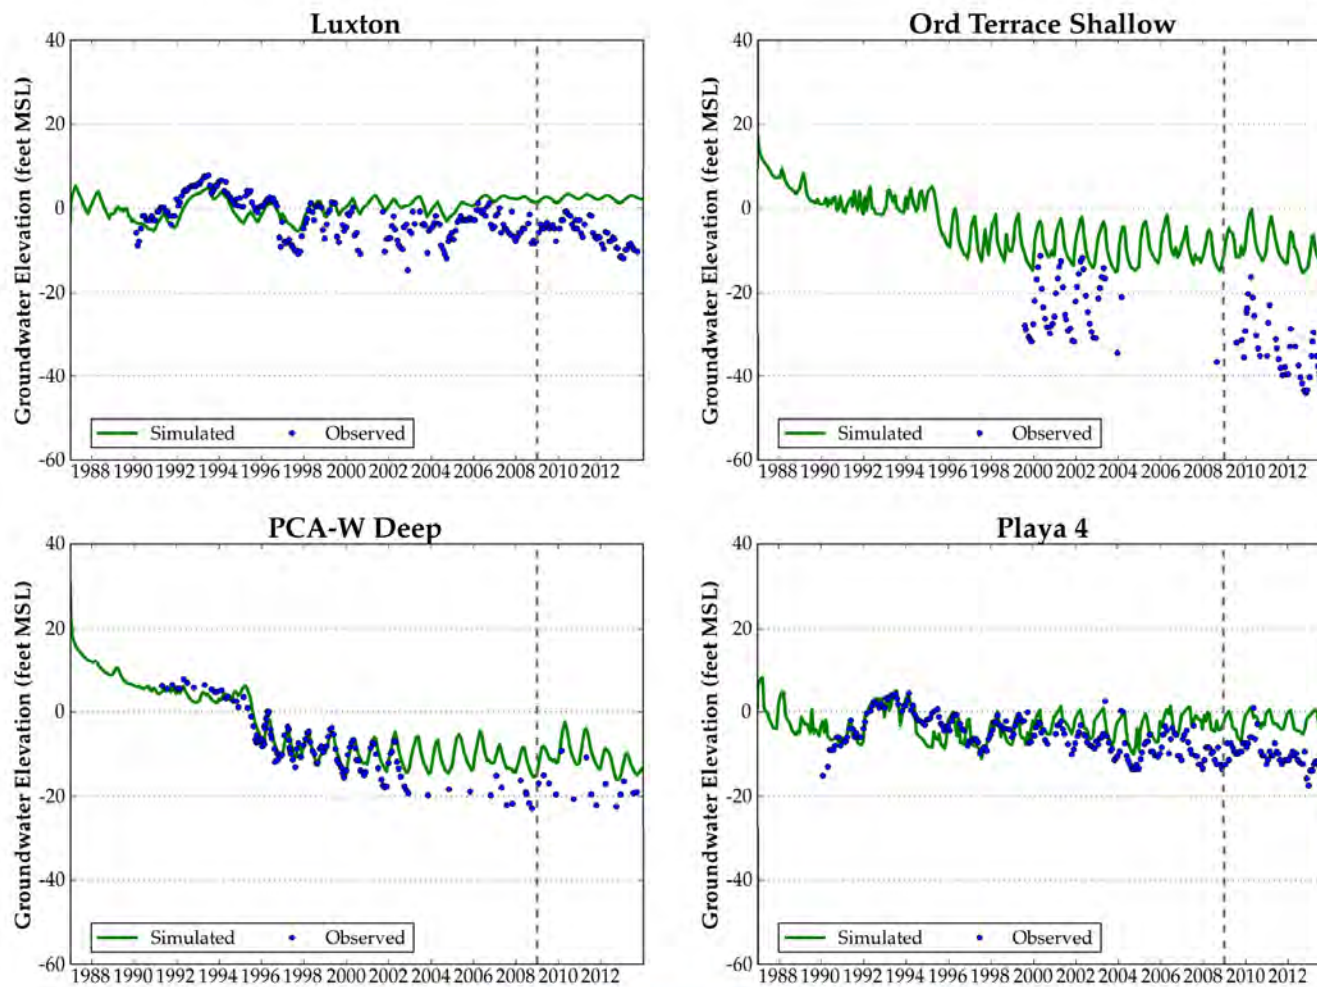 Luxton
Groundwater Elevation (feet MSL)
40
20
0
-20
-40
-60
Simulated Observed
1988 1990 1992 1994 1996 1998 2000 2002 2004 2006 2008 2010 2012
Ord Terrace Shallow
Groundwater Elevation (feet MSL)
40
20
0
-20
-40
-60
Simulated Observed
1988 1990 1992 1994 1996 1998 2000 2002 2004 2006 2008 2010 2012
PCA-W Deep
Groundwater Elevation (feet MSL)
40
20
0
-20
-40
-60
Simulated Observed
1988 1990 1992 1994 1996 1998 2000 2002 2004 2006 2008 2010 2012
Playa 4
Groundwater Elevation (feet MSL)
40
20
0
-20
-40
-60
Simulated Observed
1988 1990 1992 1994 1996 1998 2000 2002 2004 2006 2008 2010 2012